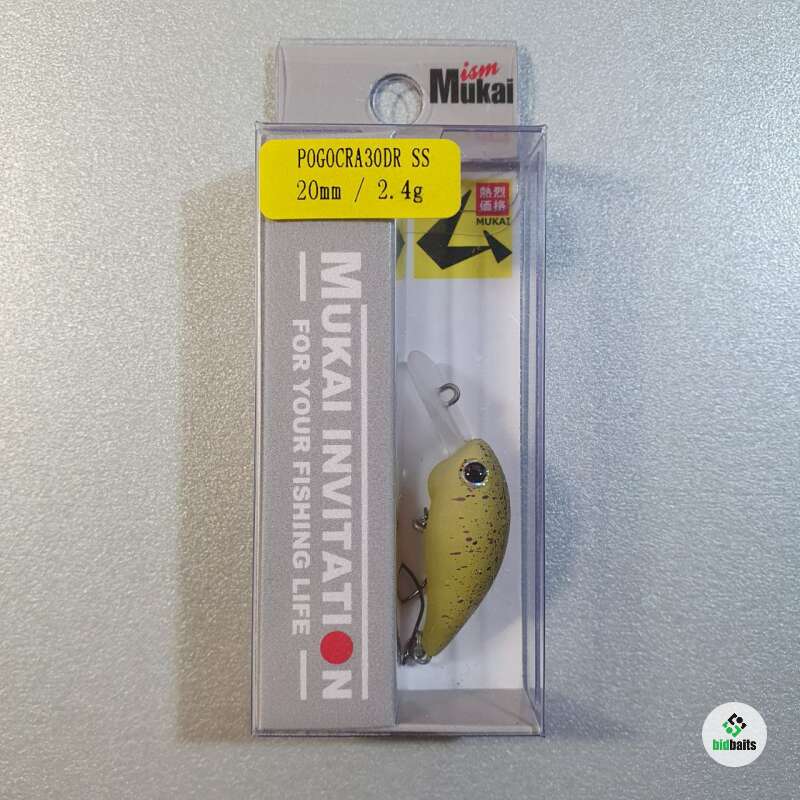 ism
Mukai
POGOCRA30DR SS
20mm / 2.4g
熱烈
価格
MUKAI
MUKAI INVITATION
FOR YOUR FISHING LIFE
bidbaits